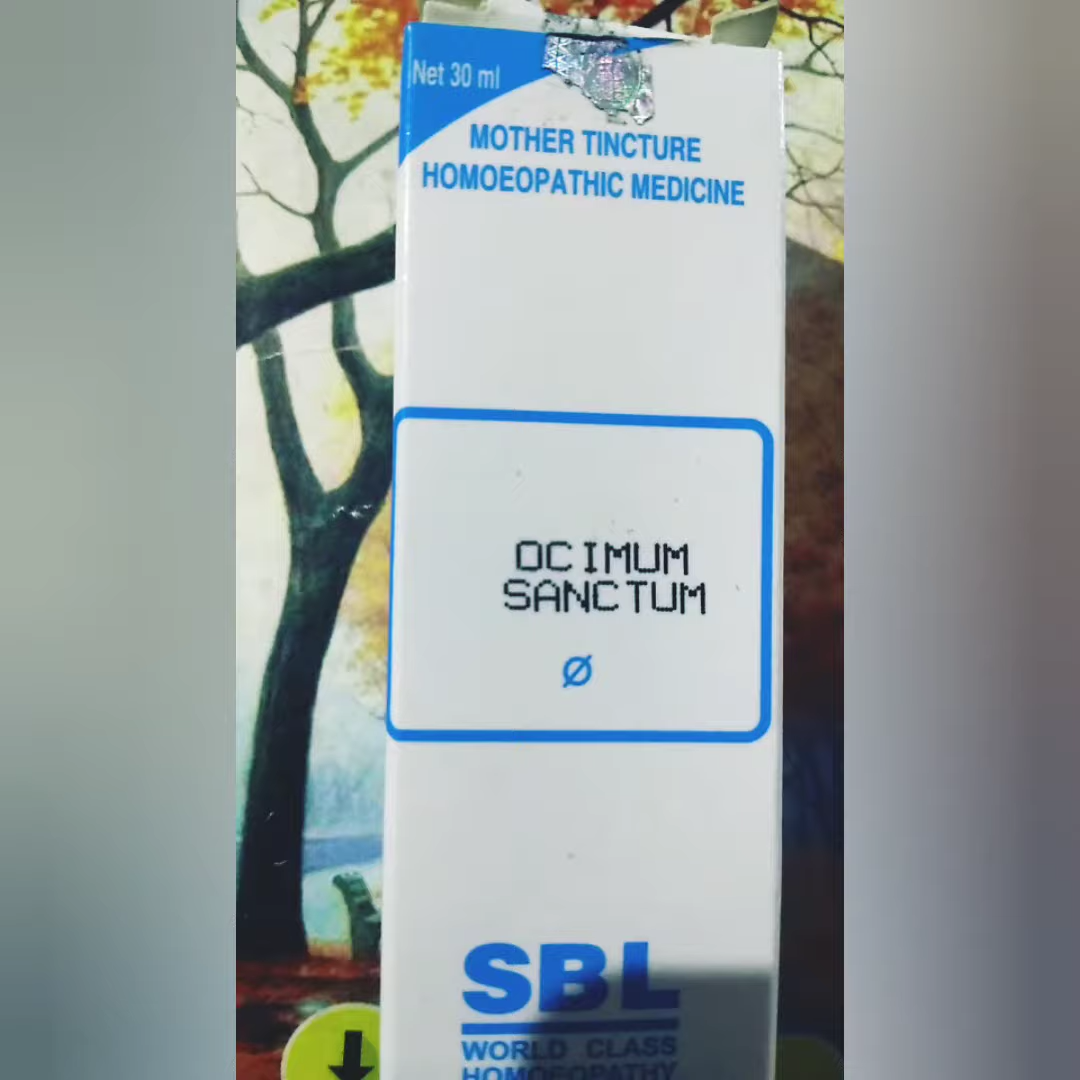 Net 30 ml
MOTHER TINCTURE
HOMOEOPATHIC MEDICINE
OCIMUM
SANCTUM
Ø
SBL
WORLD CLASS
HOMOEOPATHY